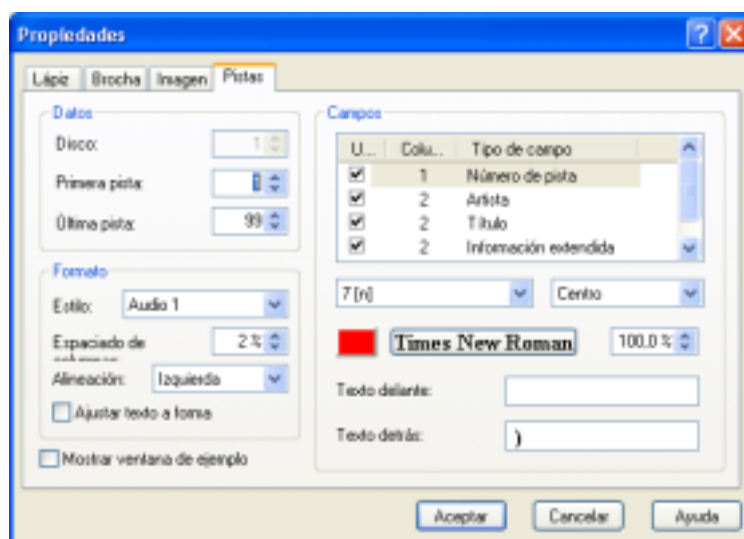 Propiedades
Lápiz Brocha Imagen Pistas
Datos
Disco: 1
Primera pista: 1
Última pista: 99
Formato
Estilo: Audio 1
Espaciado de 2 %
Alineación: Izquierda
Ajustar texto a forma
Mostrar ventana de ejemplo
Campos
U... Colu... Tipo de campo
1 Número de pista
2 Artista
2 Título
2 Información extendida
7 [n] Centro
Times New Roman 100,0 %
Texto delante:
Texto detrás: )
Aceptar Cancelar Ayuda